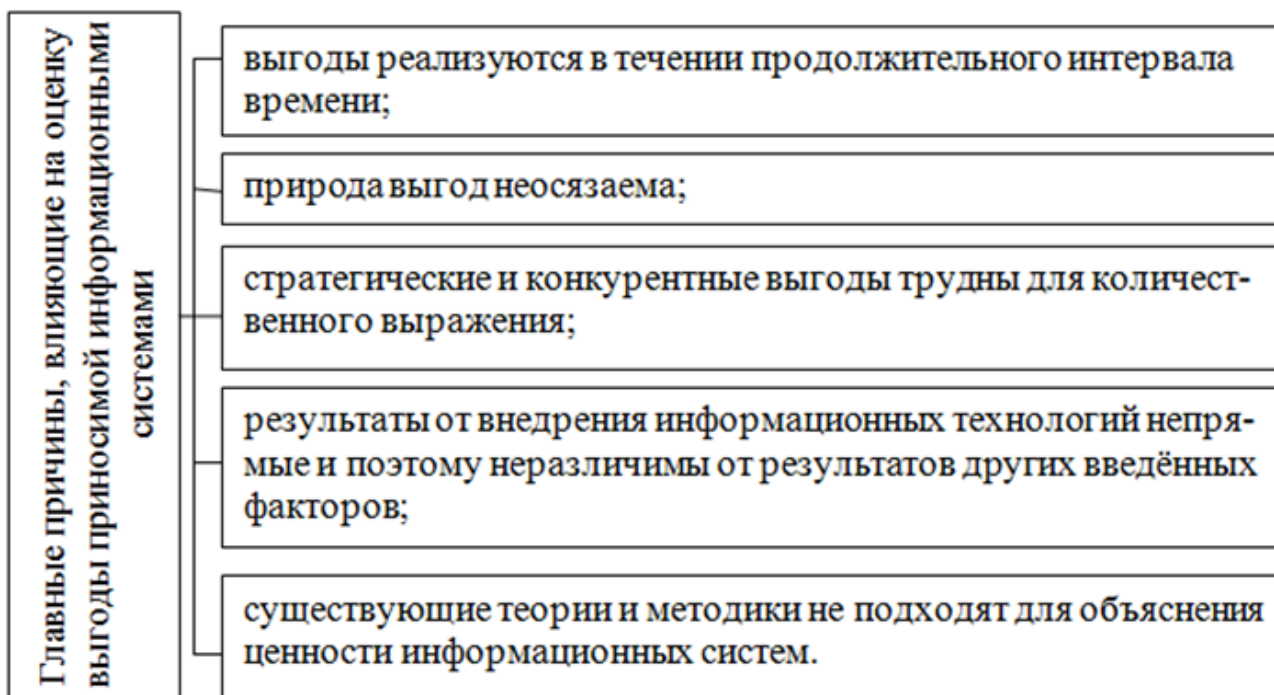 Главные причины, влияющие на оценку
выгоды приносимой информационными
системами
выгоды реализуются в течении продолжительного интервала
времени;
природа выгод неосязаема;
стратегические и конкурентные выгоды трудны для количест-
венного выражения;
результаты от внедрения информационных технологий непря-
мые и поэтому неразличимы от результатов других введённых
факторов;
существующие теории и методики не подходят для объяснения
ценности информационных систем.